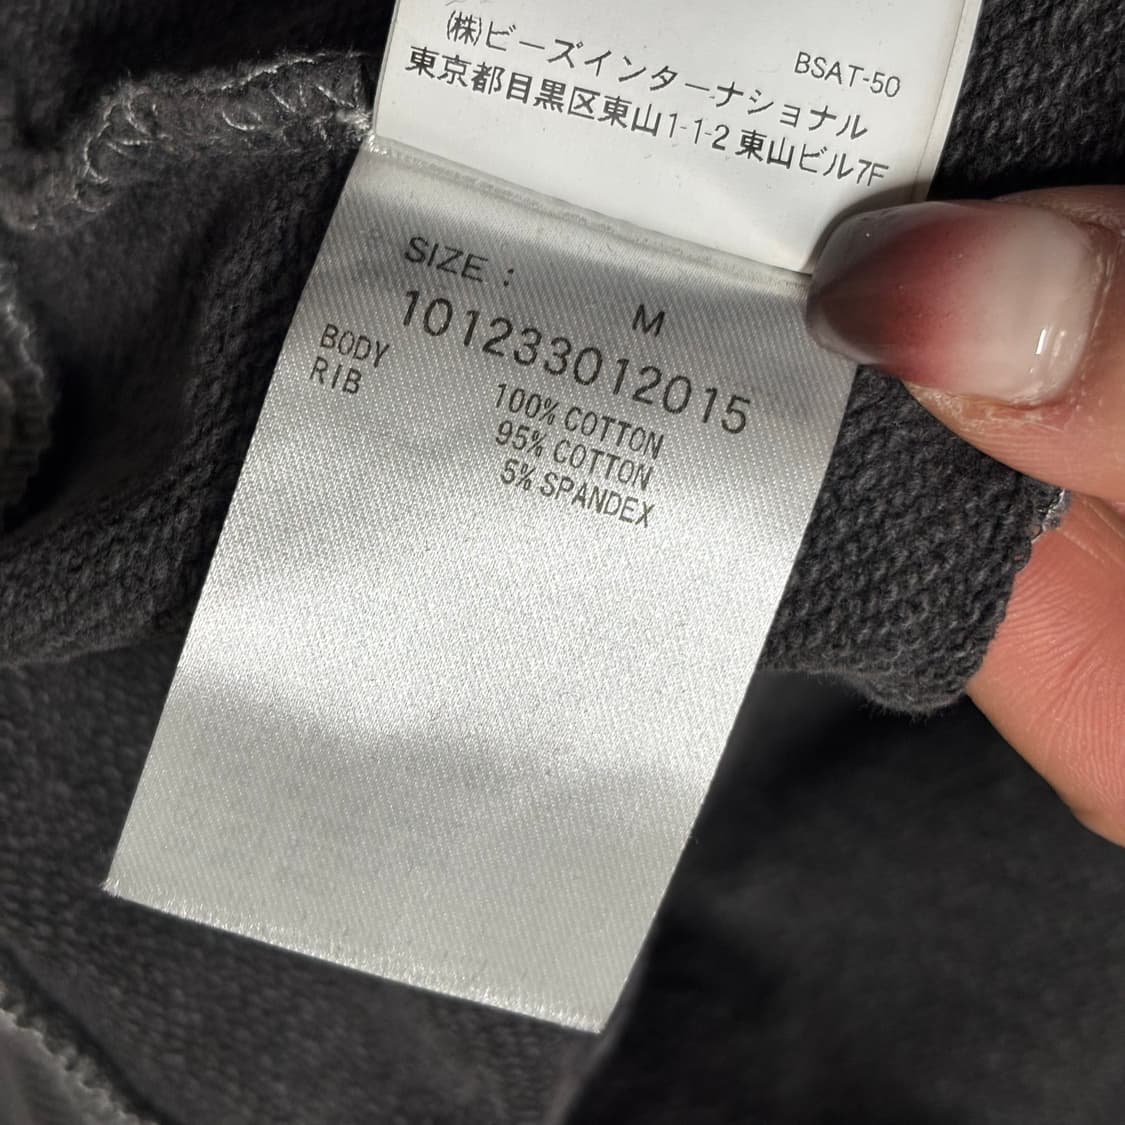 BSAT-50
(株)ビーズインターナショナル
東京都目黒区東山1-1-2 東山ビル7F
SIZE : M
101233012015
BODY 100% COTTON
RIB 95% COTTON
5% SPANDEX